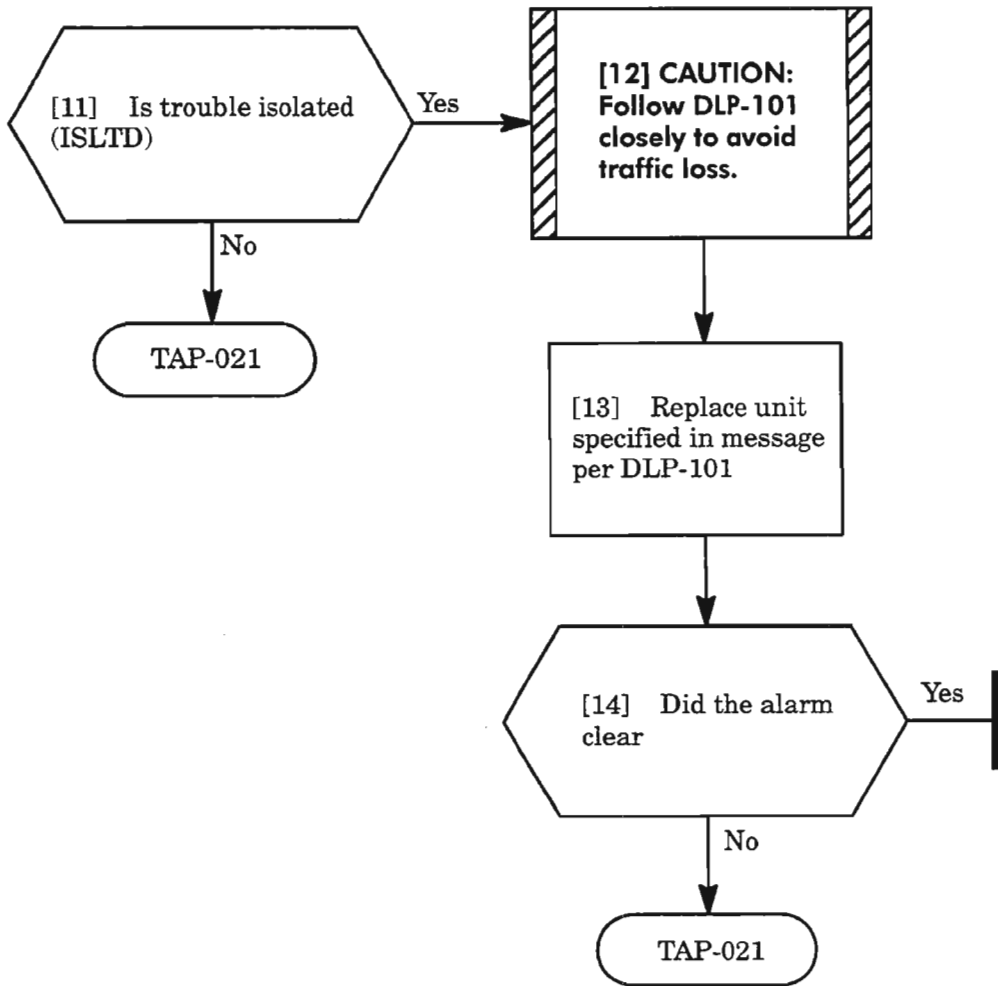 [11] Is trouble isolated
(ISLTD)
Yes
No
TAP-021
[12] CAUTION:
Follow DLP-101
closely to avoid
traffic loss.
[13] Replace unit
specified in message
per DLP-101
[14] Did the alarm
clear
Yes
No
TAP-021